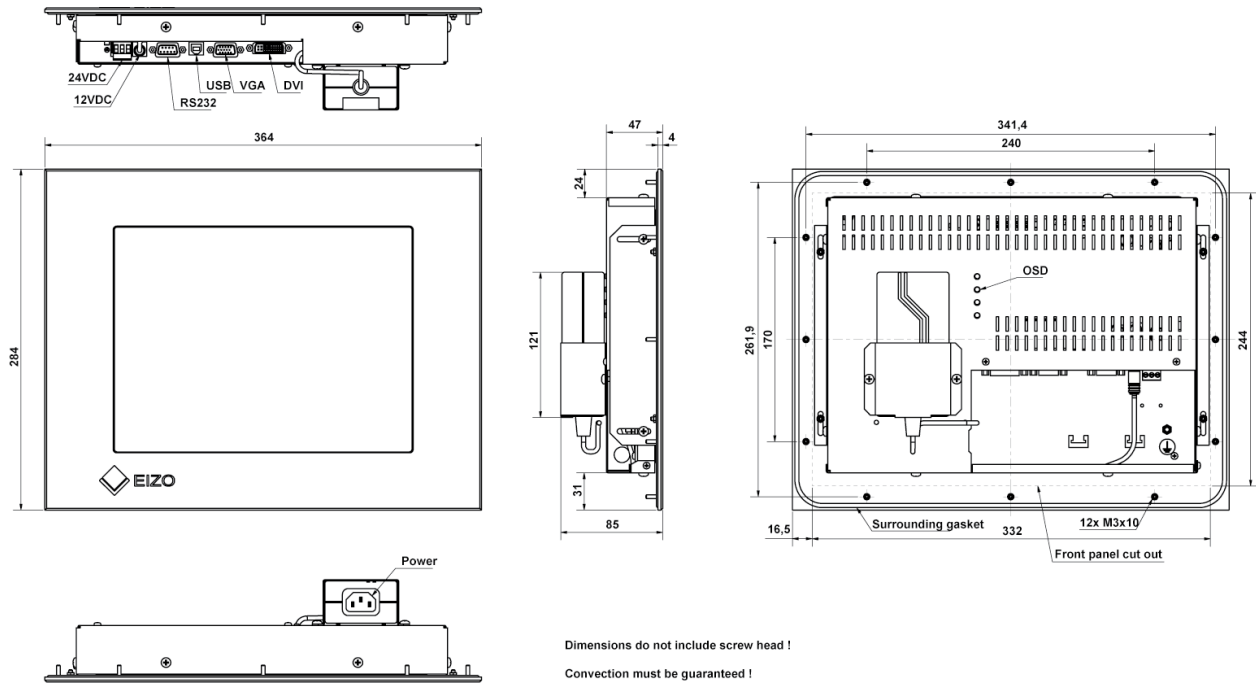 24VDC
12VDC
RS232
USB
VGA
DVI
364
284
EIZO
47
4
24
121
31
85
341,4
240
OSD
261,9
170
244
Surrounding gasket
12x M3x10
16,5
332
Front panel cut out
Power
Dimensions do not include screw head !
Convection must be guaranteed !